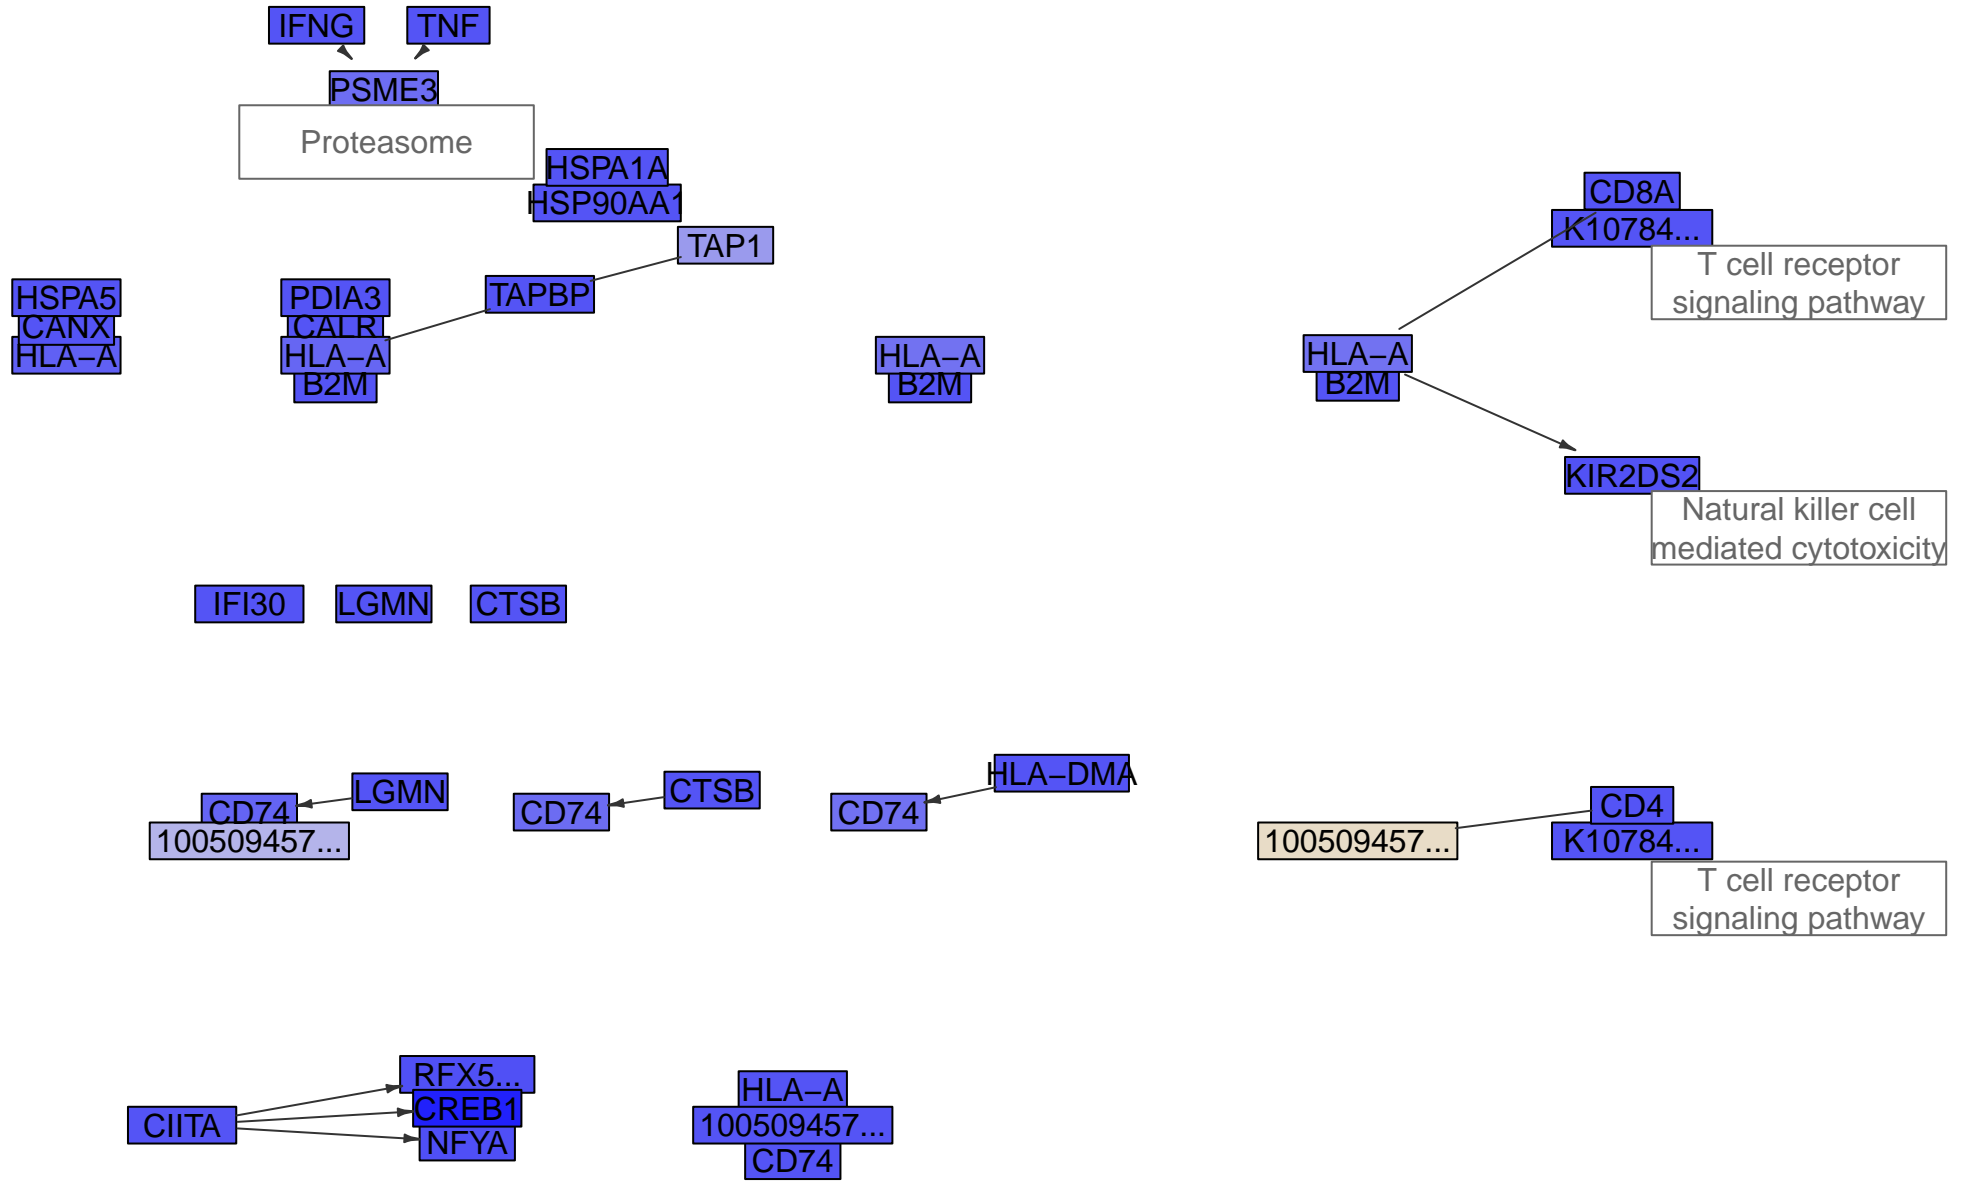 IFNG
TNF
PSME3
Proteasome
HSPA1A
HSP90AA1
CD8A
K10784...
TAP1
T cell receptor
signaling pathway
HSPA5
PDIA3
TAPBP
CANX
CALR
HLA−A
HLA−A
HLA−A
HLA−A
B2M
B2M
B2M
KIR2DS2
Natural killer cell
mediated cytotoxicity
IFI30
LGMN
CTSB
HLA−DMA
LGMN
CTSB
CD74
CD74
CD74
CD4
100509457...
100509457...
K10784...
T cell receptor
signaling pathway
RFX5...
HLA−A
CREB1
CIITA
100509457...
NFYA
CD74